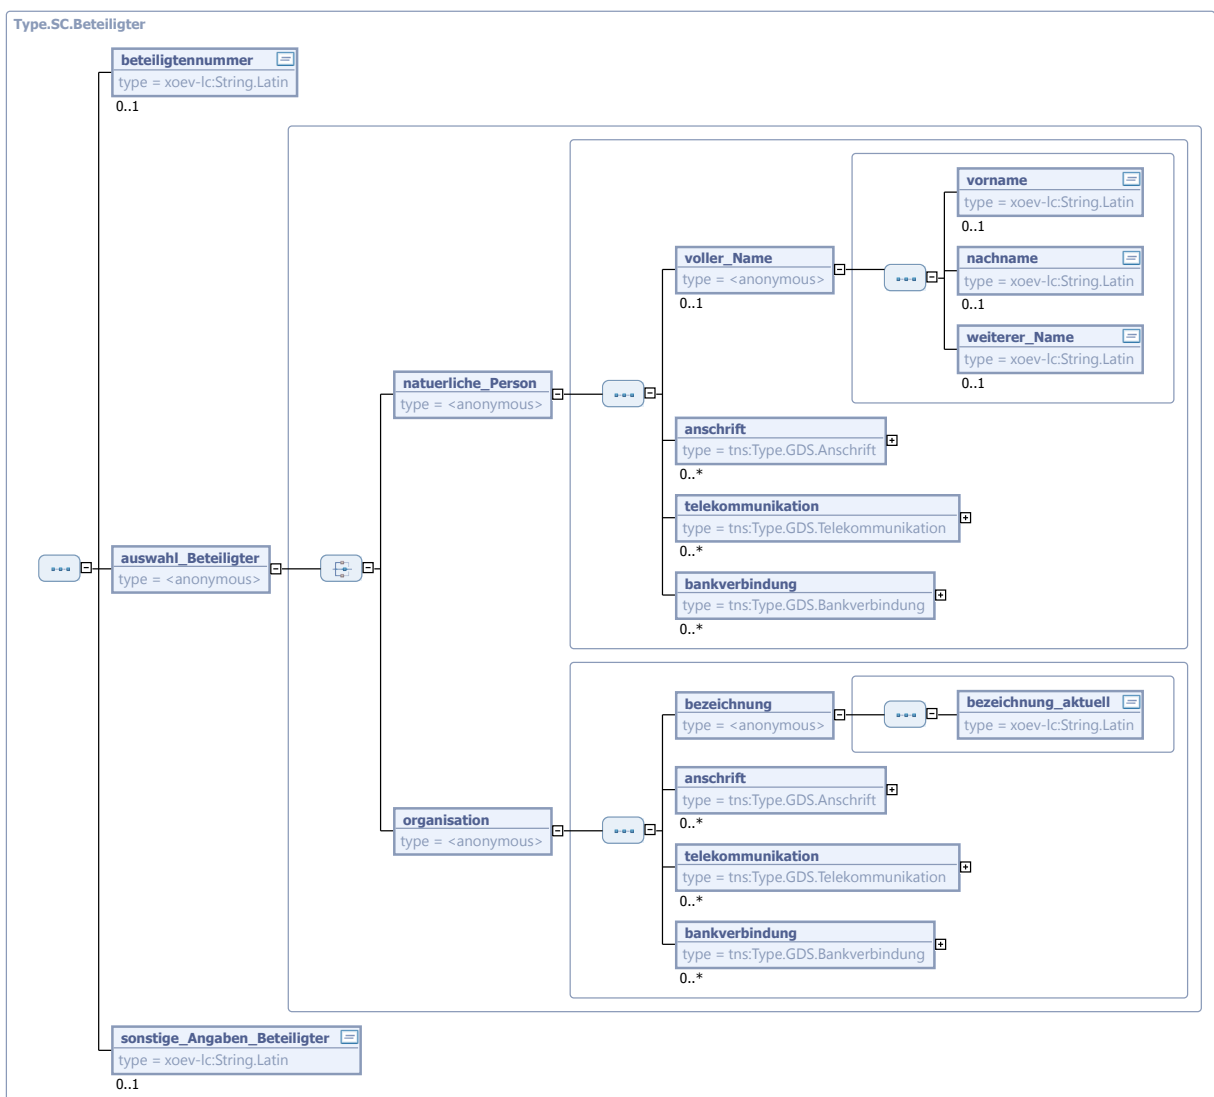 Type.SC.Beteiligter
beteiligtennummer
type = xoev-lc:String.Latin
0..1
vorname
type = xoev-lc:String.Latin
0..1
voller_Name
type = <anonymous>
0..1
nachname
type = xoev-lc:String.Latin
0..1
weiterer_Name
type = xoev-lc:String.Latin
0..1
natuerliche_Person
type = <anonymous>
anschrift
type = tns:Type.GDS.Anschrift
0..*
telekommunikation
type = tns:Type.GDS.Telekommunikation
0..*
auswahl_Beteiligter
type = <anonymous>
bankverbindung
type = tns:Type.GDS.Bankverbindung
0..*
bezeichnung
type = <anonymous>
bezeichnung_aktuell
type = xoev-lc:String.Latin
anschrift
type = tns:Type.GDS.Anschrift
0..*
organisation
type = <anonymous>
telekommunikation
type = tns:Type.GDS.Telekommunikation
0..*
bankverbindung
type = tns:Type.GDS.Bankverbindung
0..*
sonstige_Angaben_Beteiligter
type = xoev-lc:String.Latin
0..1